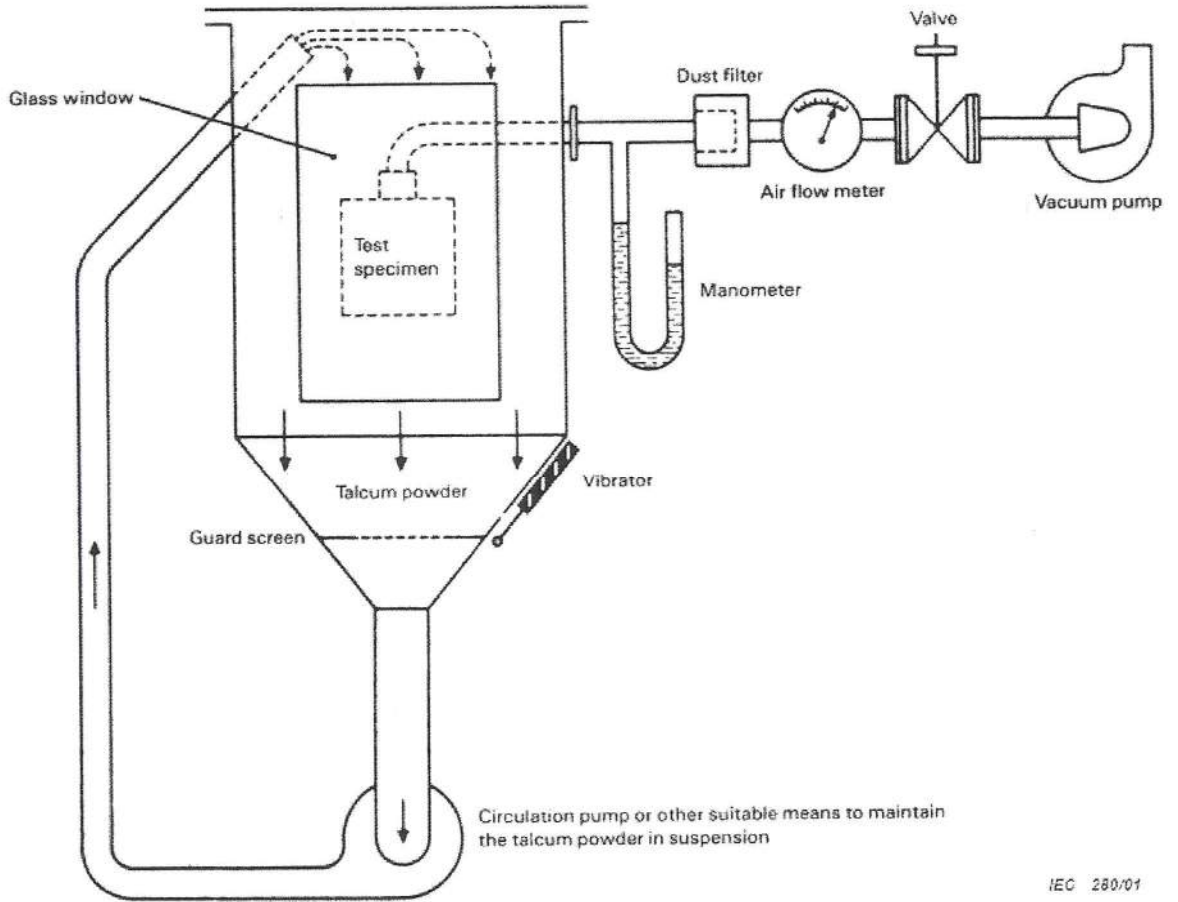 Valve
Dust filter
Glass window
Air flow meter
Vacuum pump
Test
specimen
Manometer
Vibrator
Talcum powder
Guard screen
Circulation pump or other suitable means to maintain
the talcum powder in suspension
IEC 280/01